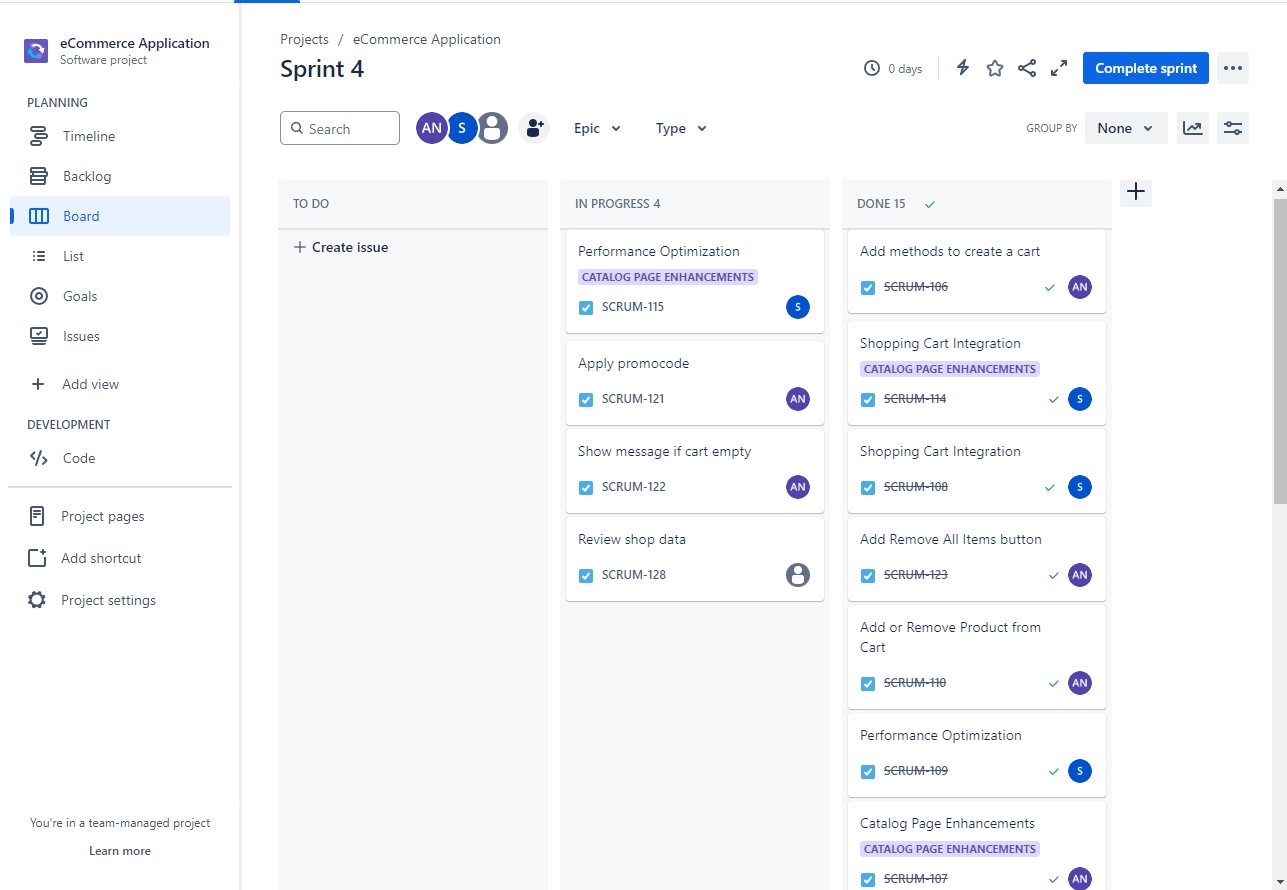 eCommerce Application
Software project
PLANNING
Timeline
Backlog
Board
List
Goals
Issues
Add view
DEVELOPMENT
Code
Project pages
Add shortcut
Project settings
You're in a team-managed project
Learn more
Projects / eCommerce Application
Sprint 4
0 days
Complete sprint
Search
AN
S
Epic
Type
GROUP BY
None
TO DO
Create issue
IN PROGRESS 4
Performance Optimization
CATALOG PAGE ENHANCEMENTS
SCRUM-115
S
Apply promocode
SCRUM-121
AN
Show message if cart empty
SCRUM-122
AN
Review shop data
SCRUM-128
DONE 15
Add methods to create a cart
SCRUM-106
AN
Shopping Cart Integration
CATALOG PAGE ENHANCEMENTS
SCRUM-114
S
Shopping Cart Integration
SCRUM-108
S
Add Remove All Items button
SCRUM-123
AN
Add or Remove Product from
Cart
SCRUM-110
AN
Performance Optimization
SCRUM-109
S
Catalog Page Enhancements
CATALOG PAGE ENHANCEMENTS
SCRUM-107
AN